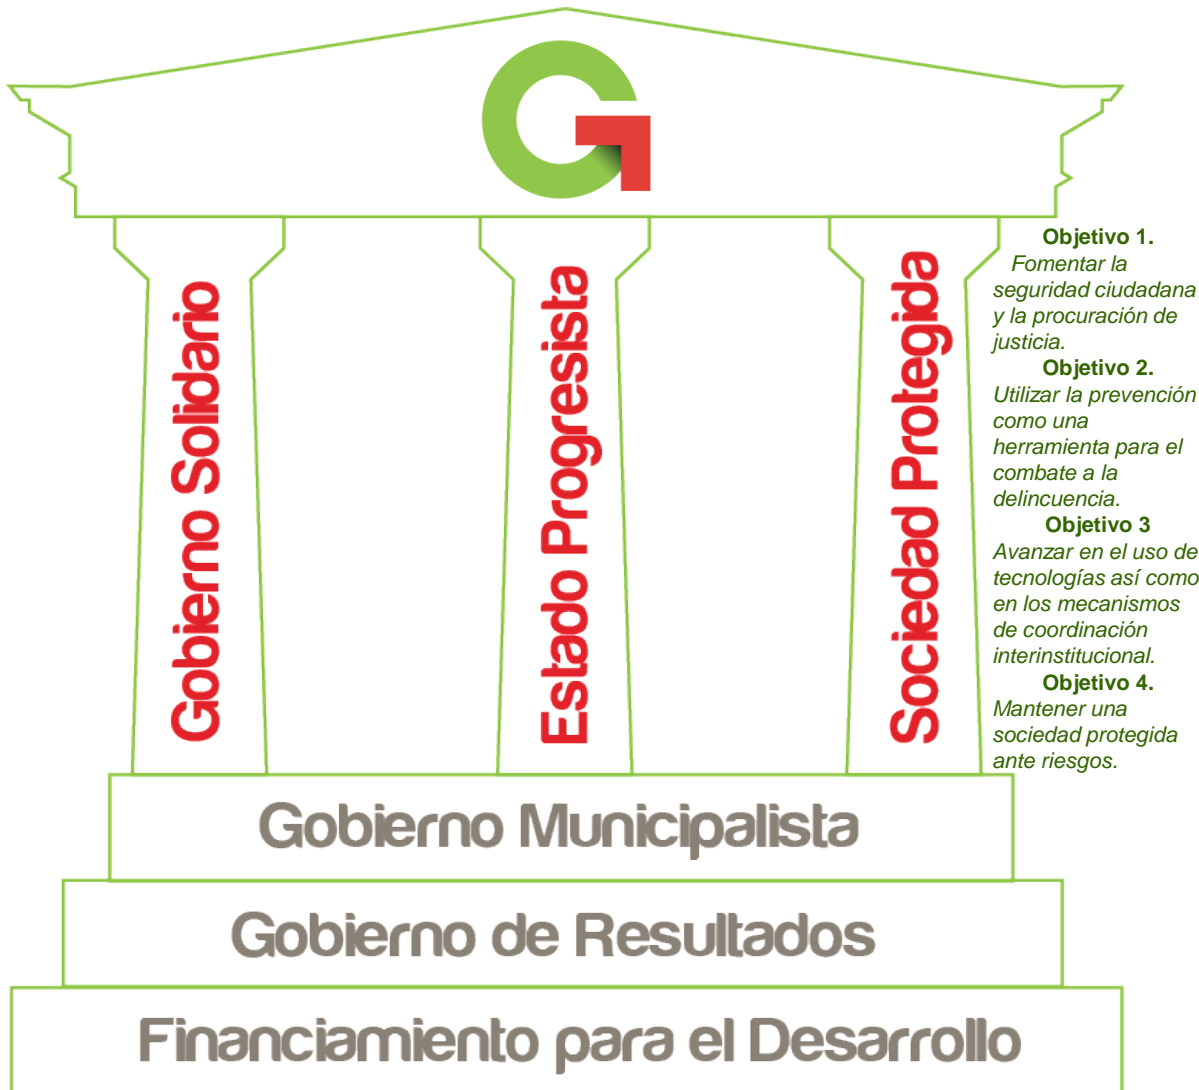 G
Gobierno Solidario
Estado Progresista
Sociedad Protegida
Objetivo 1.
Fomentar la
seguridad ciudadana
y la procuración de
justicia.
Objetivo 2.
Utilizar la prevención
como una
herramienta para el
combate a la
delincuencia.
Objetivo 3
Avanzar en el uso de
tecnologías así como
en los mecanismos
de coordinación
interinstitucional.
Objetivo 4.
Mantener una
sociedad protegida
ante riesgos.
Gobierno Municipalista
Gobierno de Resultados
Financiamiento para el Desarrollo